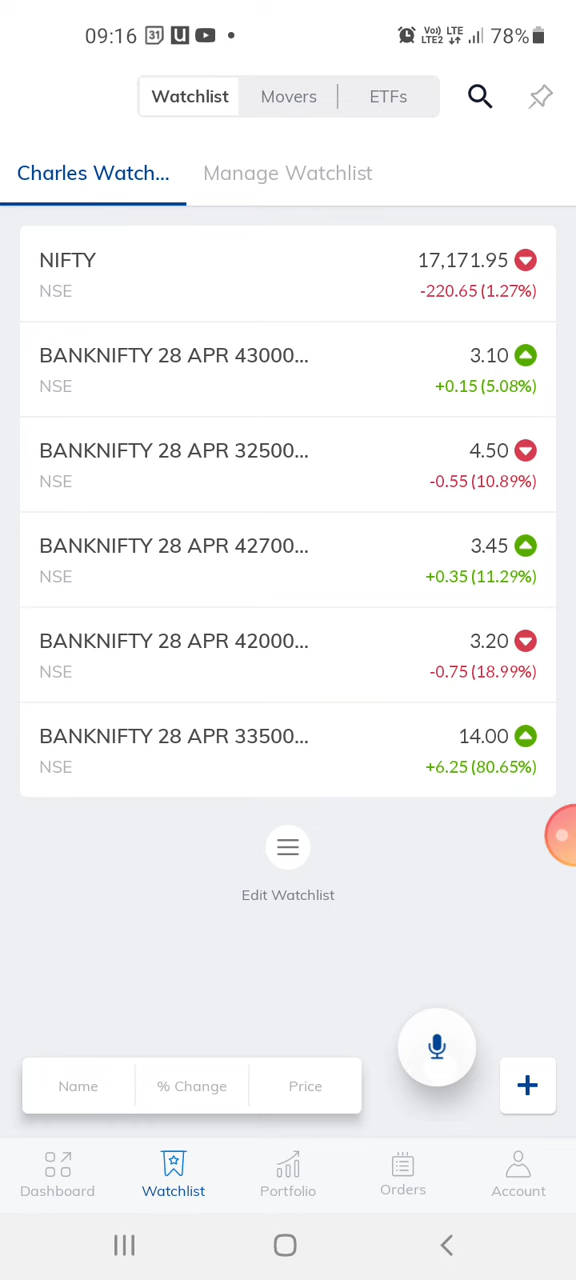 09:16 31 U Vo) LTE 78%
LTE2
Watchlist Movers ETFs
Charles Watch... Manage Watchlist
NIFTY 17,171.95
NSE -220.65 (1.27%)
BANKNIFTY 28 APR 43000... 3.10
NSE +0.15 (5.08%)
BANKNIFTY 28 APR 32500... 4.50
NSE -0.55 (10.89%)
BANKNIFTY 28 APR 42700... 3.45
NSE +0.35 (11.29%)
BANKNIFTY 28 APR 42000... 3.20
NSE -0.75 (18.99%)
BANKNIFTY 28 APR 33500... 14.00
NSE +6.25 (80.65%)
Edit Watchlist
Name % Change Price
Dashboard Watchlist Portfolio Orders Account